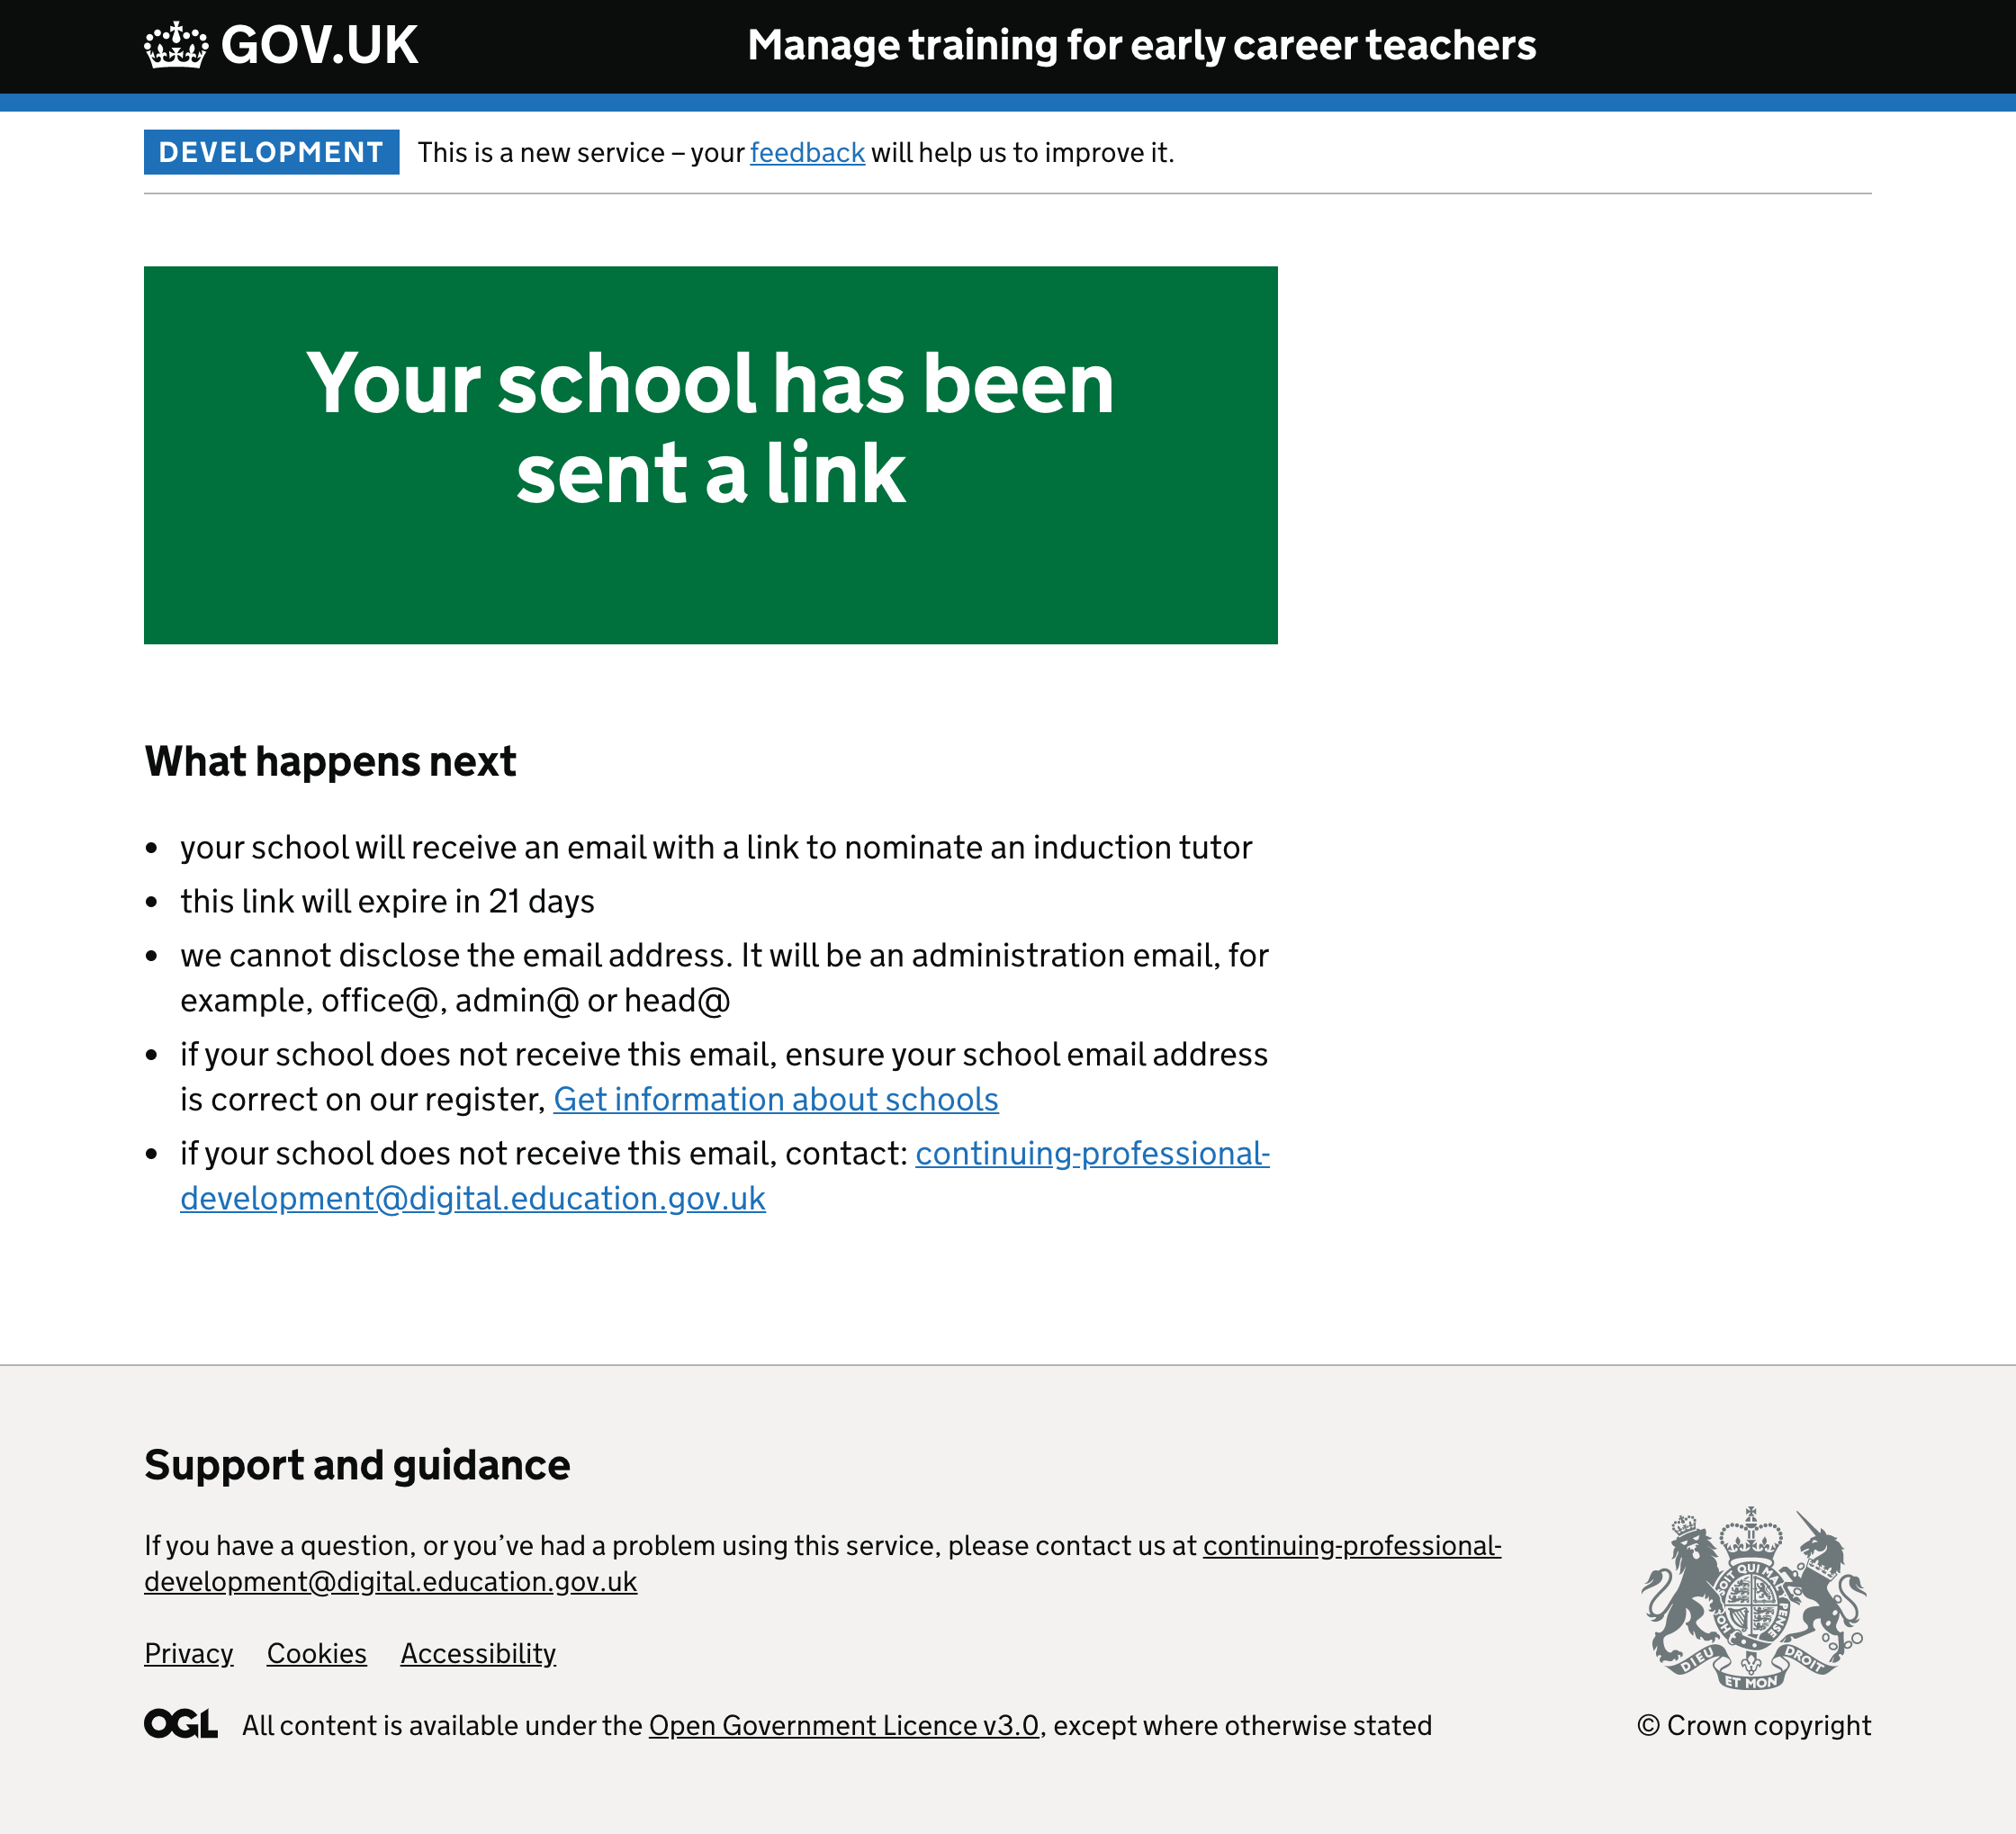 GOV.UK
Manage training for early career teachers
DEVELOPMENT
This is a new service – your feedback will help us to improve it.
Your school has been
sent a link
What happens next
• your school will receive an email with a link to nominate an induction tutor
• this link will expire in 21 days
• we cannot disclose the email address. It will be an administration email, for
example, office@, admin@ or head@
• if your school does not receive this email, ensure your school email address
is correct on our register, Get information about schools
• if your school does not receive this email, contact: continuing-professional-
development@digital.education.gov.uk
Support and guidance
If you have a question, or you’ve had a problem using this service, please contact us at continuing-professional-
development@digital.education.gov.uk
Privacy Cookies Accessibility
OGL All content is available under the Open Government Licence v3.0, except where otherwise stated
HONI SOIT QUI MAL Y PENSE
DIEU ET MON DROIT
© Crown copyright